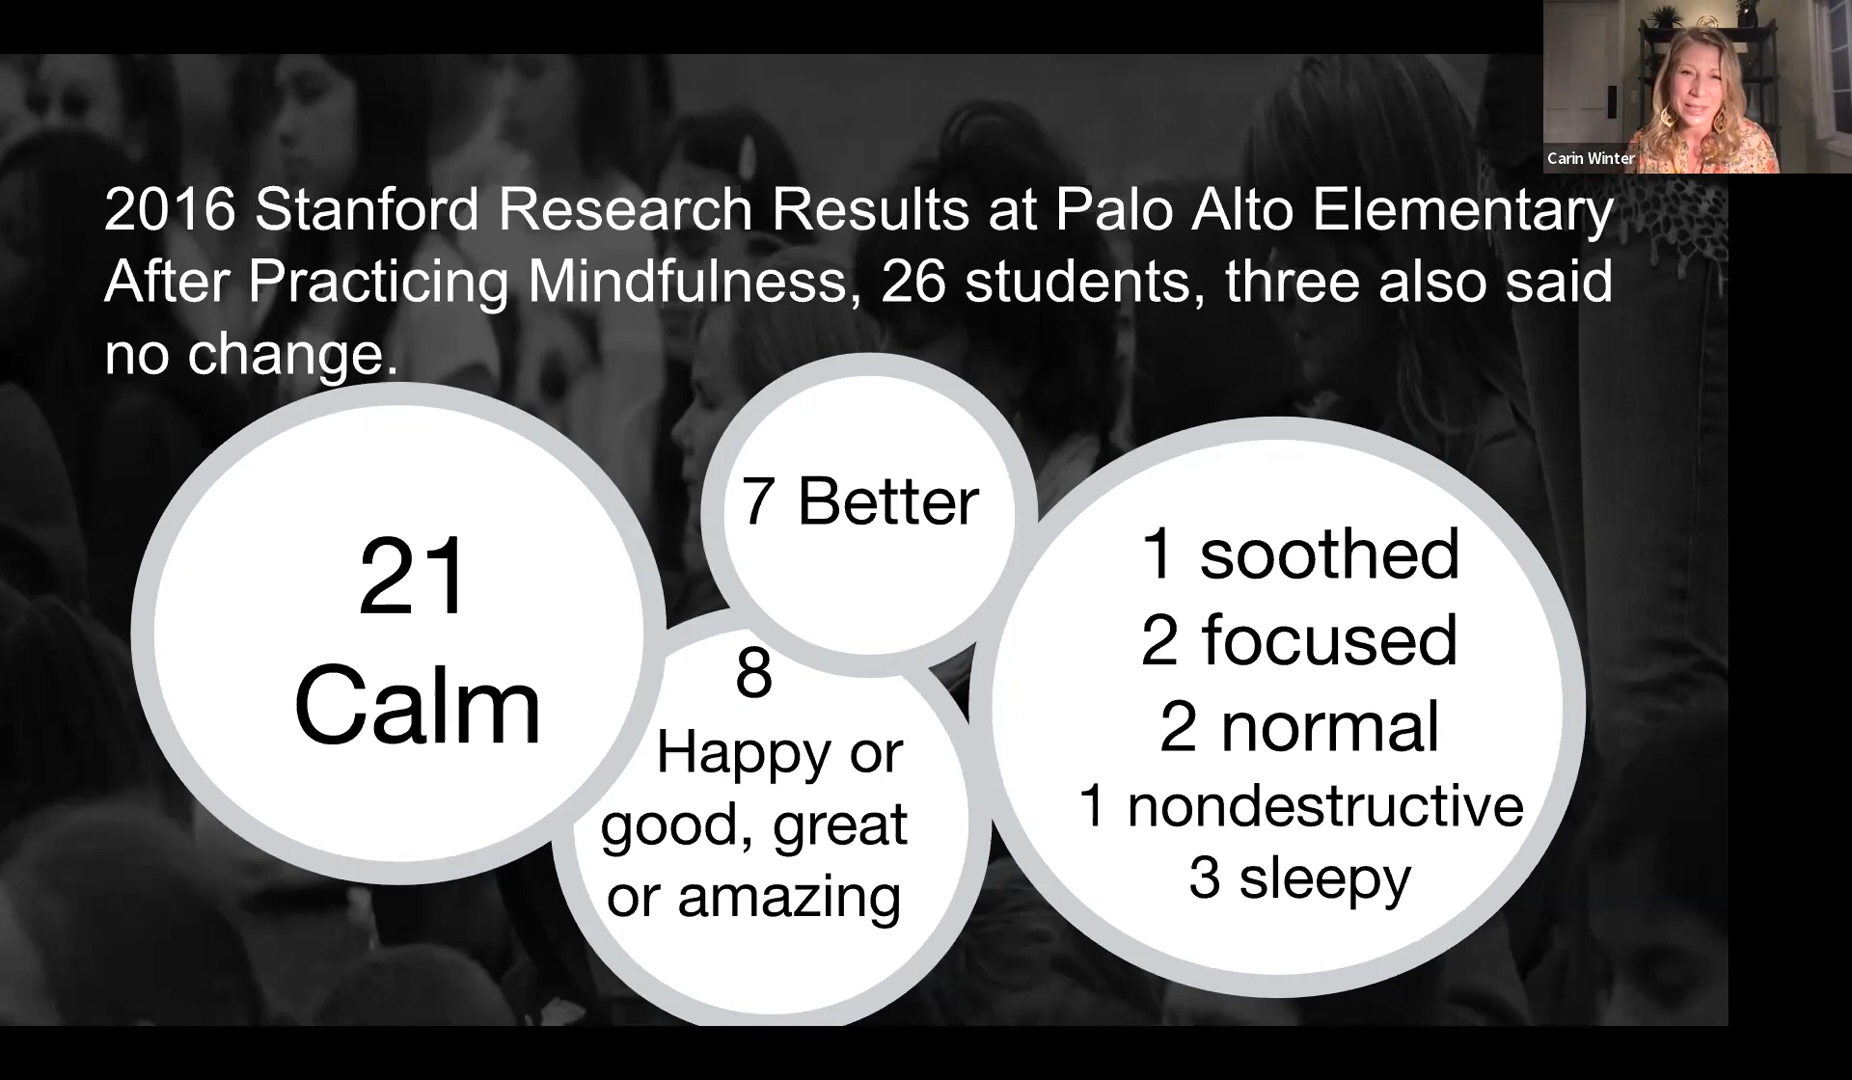 Carin Winter
2016 Stanford Research Results at Palo Alto Elementary
After Practicing Mindfulness, 26 students, three also said
no change.
21
Calm
7 Better
8
Happy or
good, great
or amazing
1 soothed
2 focused
2 normal
1 nondestructive
3 sleepy